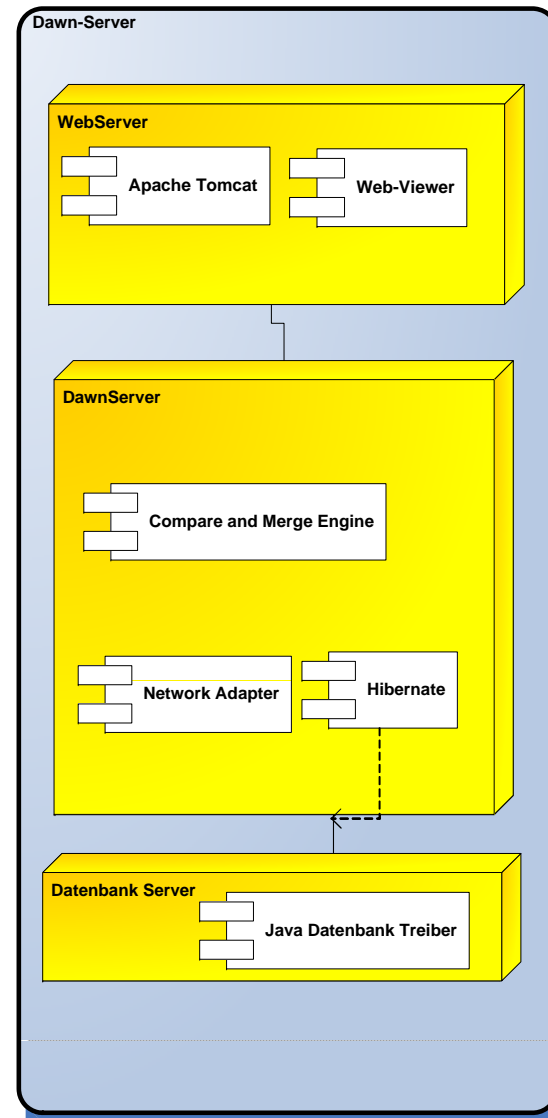 Dawn-Server
WebServer
Apache Tomcat
Web-Viewer
DawnServer
Compare and Merge Engine
Network Adapter
Hibernate
Datenbank Server
Java Datenbank Treiber